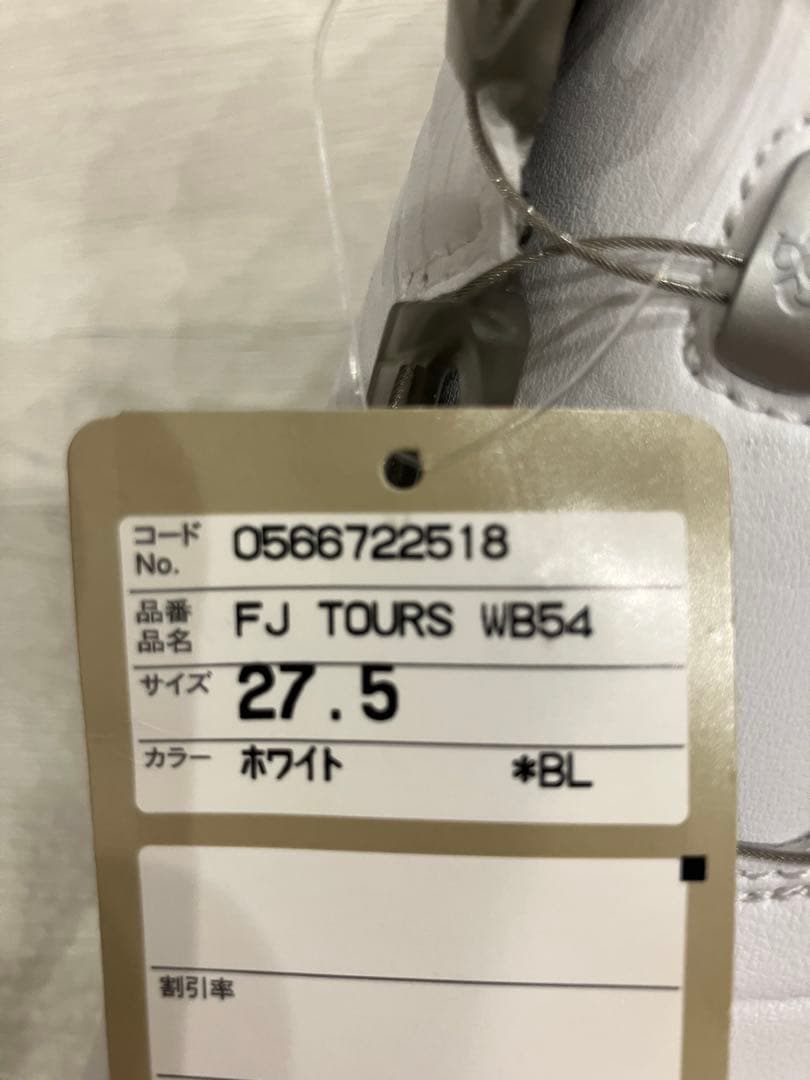 コード No. 0566722518
品番 品名 FJ TOURS WB54
サイズ 27.5
カラー ホワイト *BL
割引率